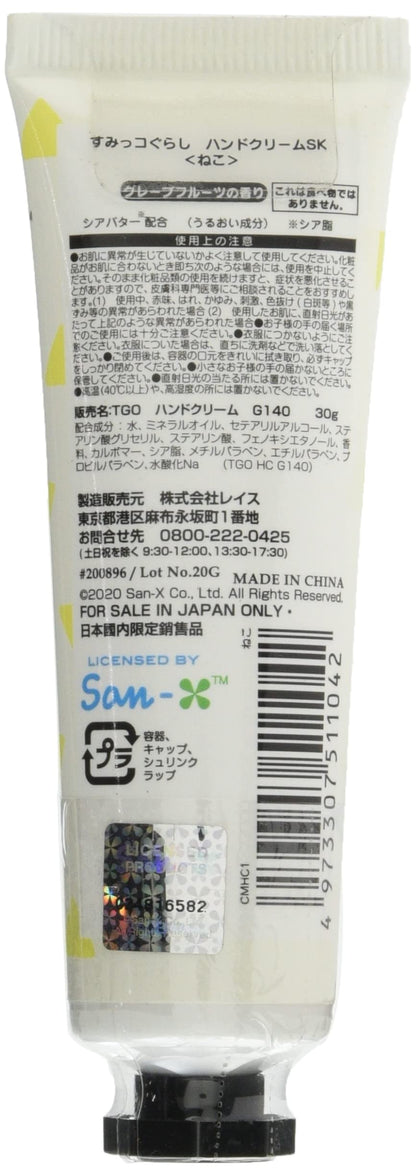 すみっコぐらし ハンドクリームSK
<ねこ>
グレープフルーツの香り
これは食べ物では
ありません。
シアバター※配合 (うるおい成分) ※シア脂
使用上の注意
●お肌に異常が生じていないかよく注意して使用してください。化粧
品がお肌に合わないとき即ち次のような場合には、使用を中止してく
ださい。そのまま化粧品類の使用を続けますと、症状を悪化させるこ
とがありますので、皮膚科専門医等にご相談されることをおすすめし
ます。(1) 使用中、赤味、はれ、かゆみ、刺激、色抜け(白斑等)や黒
ずみ等の異常があらわれた場合(2) 使用したお肌に、直射日光があ
たって上記のような異常があらわれた場合●お子様の手の届く場所
でのご使用には十分ご注意ください。●衣服につかないようにご注
意ください。衣服についた場合は、直ちに洗剤などで洗い落としてく
ださい。●ご使用後は、容器の口元をきれいに拭き取り、必ずキャップ
をしっかり閉めてください。●小さなお子様の手の届かないところに
保管してください。●直射日光の当たる所には置かないでください。
●高温(40℃以上)や、高湿度の所には置かないでください。
販売名:TGO ハンドクリーム G140 30g
配合成分: 水、ミネラルオイル、セテアリルアルコール、ステ
アリン酸グリセリル、ステアリン酸、フェノキシエタノール、香
料、カルボマー、シア脂、メチルパラベン、エチルパラベン、プ
ロピルパラベン、水酸化Na (TGO HC G140)
製造販売元 株式会社レイス
東京都港区麻布永坂町1番地
お問合せ先 0800-222-0425
(土日祝を除く 9:30-12:00、13:30-17:30)
#200896 / Lot No.20G MADE IN CHINA
©2020 San-X Co., Ltd. All Rights Reserved.
FOR SALE IN JAPAN ONLY・
日本國内限定銷售品
ねこ
LICENSED BY
San-X™
プラ
容器、
キャップ、
シュリンク
ラップ
LICENSED
PRODUCTS
CMHC1
4 973307 511042